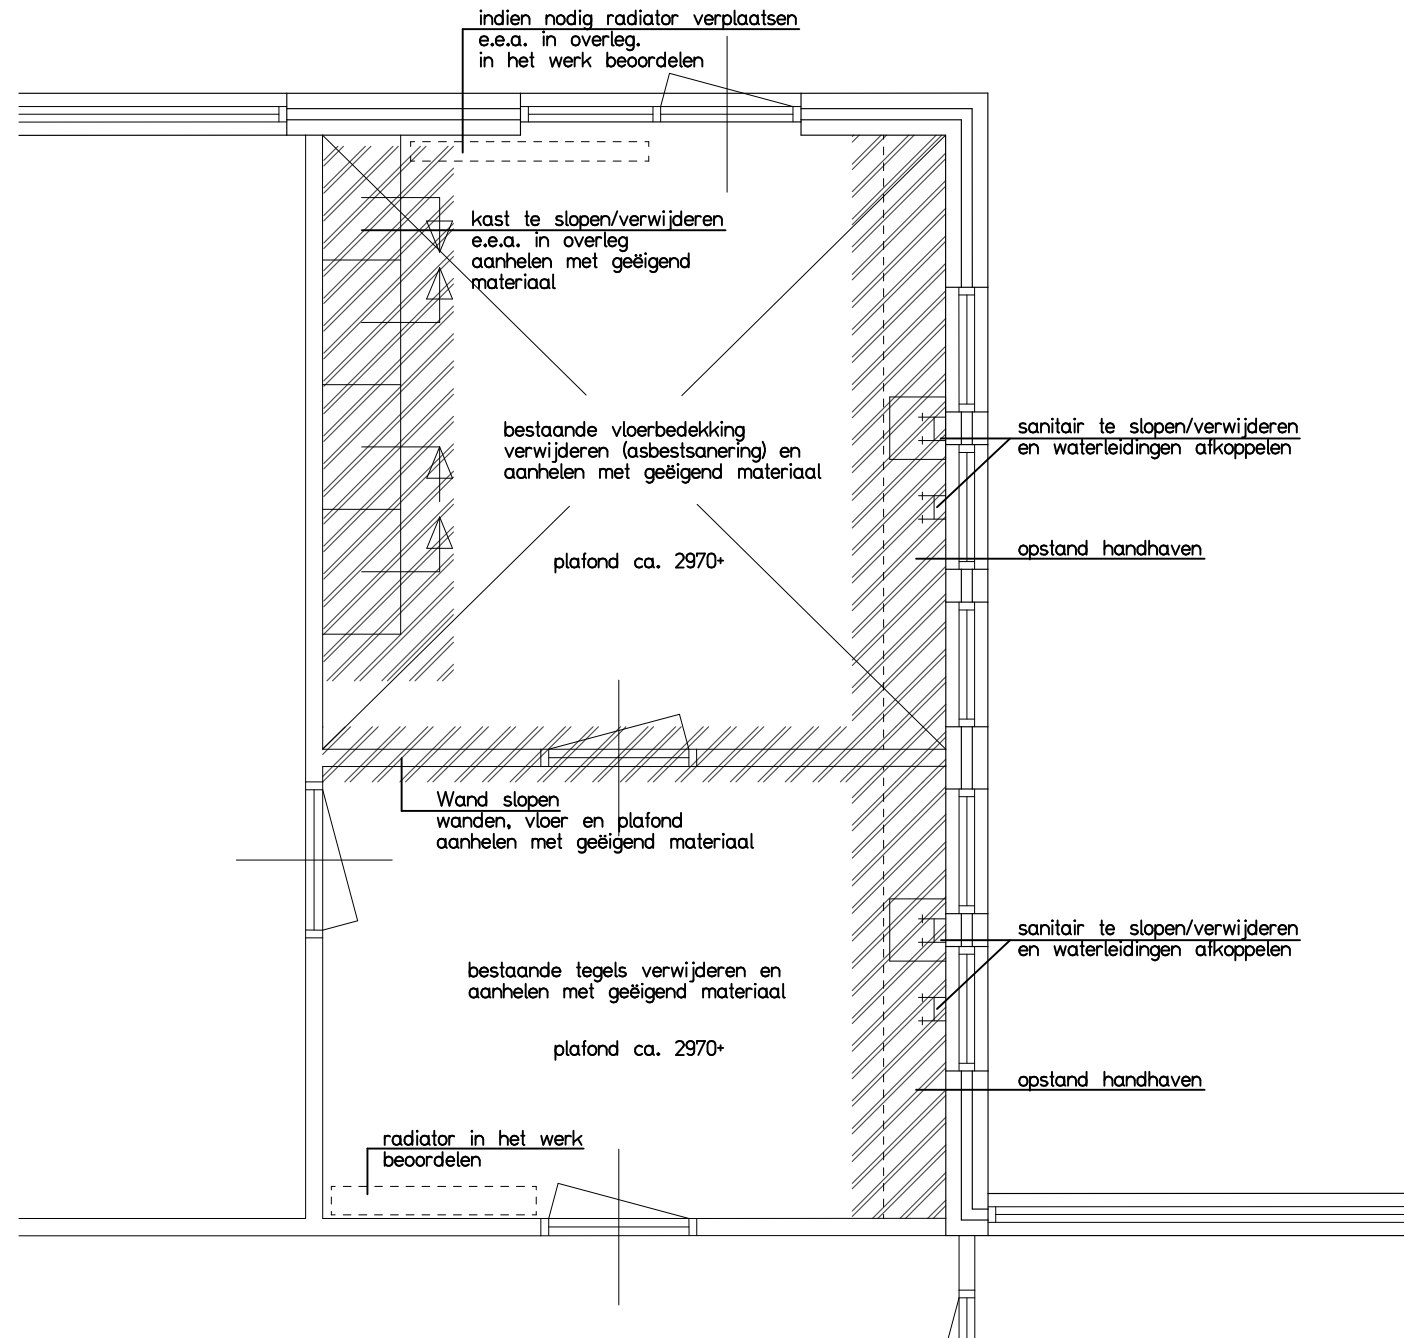 indien nodig radiator verplaatsen
e.e.a. in overleg.
in het werk beoordelen
kast te slopen/verwijderen
e.e.a. in overleg
aanhelen met geëigend
materiaal
bestaande vloerbedekking
verwijderen (asbestsanering) en
aanhelen met geëigend materiaal
plafond ca. 2970+
sanitair te slopen/verwijderen
en waterleidingen afkoppelen
opstand handhaven
Wand slopen
wanden, vloer en plafond
aanhelen met geëigend materiaal
sanitair te slopen/verwijderen
en waterleidingen afkoppelen
bestaande tegels verwijderen en
aanhelen met geëigend materiaal
plafond ca. 2970+
opstand handhaven
radiator in het werk
beoordelen